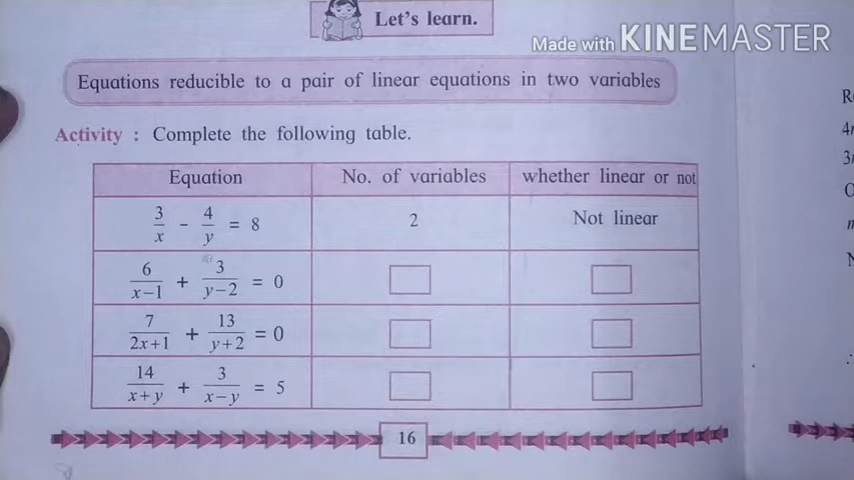 Let's learn.
Made with KINEMASTER
Equations reducible to a pair of linear equations in two variables
Activity : Complete the following table.
Equation No. of variables whether linear or not
3/x - 4/y = 8 2 Not linear
6/(x−1) + 3/(y−2) = 0
7/(2x+1) + 13/(y+2) = 0
14/(x+y) + 3/(x−y) = 5
16